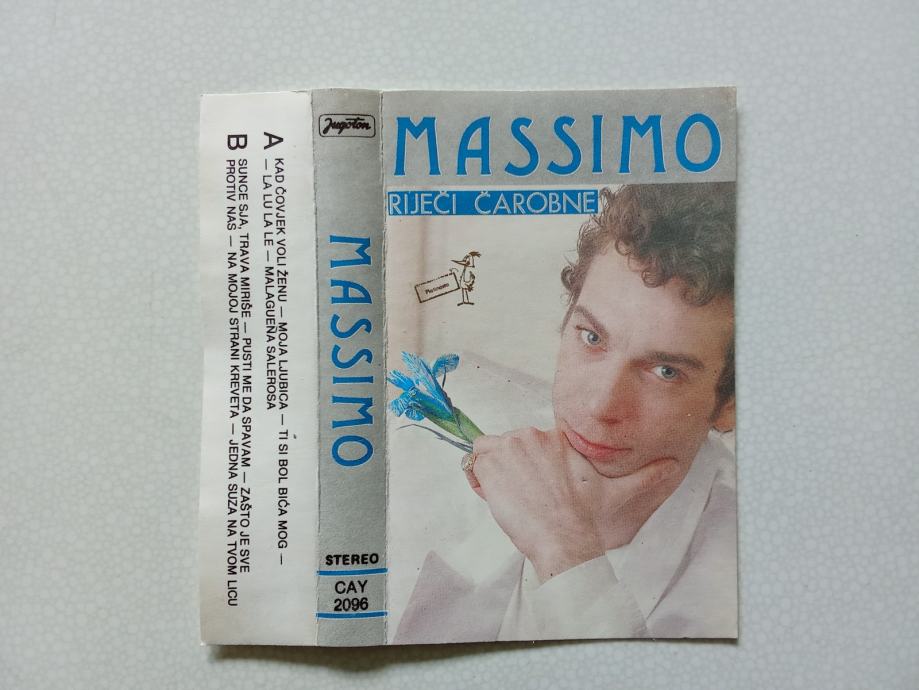 A
KAD ČOVJEK VOLI ŽENU — MOJA LJUBICA — TI SI BOL BIĆA MOG —
— LA LU LA LE — MALAGUEÑA SALEROSA
B
SUNCE SJA, TRAVA MIRIŠE — PUSTI ME DA SPAVAM — ZAŠTO JE SVE
PROTIV NAS — NA MOJOJ STRANI KREVETA — JEDNA SUZA NA TVOM LICU
Jugoton
MASSIMO
STEREO
CAY
2096
MASSIMO
RIJEČI ČAROBNE